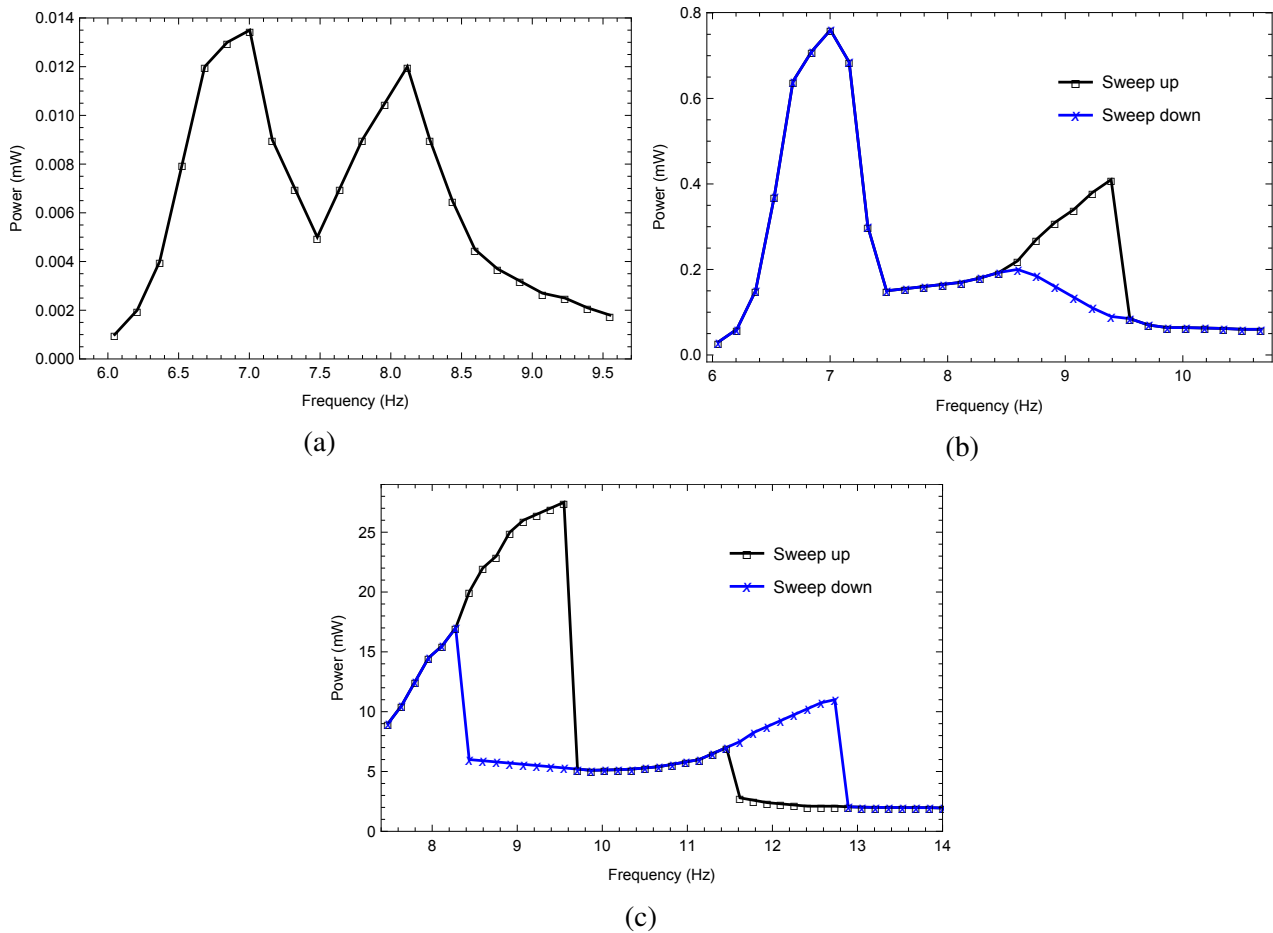 0.014
0.012
0.010
0.008
0.006
0.004
0.002
0.000
Power (mW)
6.0 6.5 7.0 7.5 8.0 8.5 9.0 9.5
Frequency (Hz)
(a)
0.8
0.6
0.4
0.2
0.0
Power (mW)
Sweep up
Sweep down
6 7 8 9 10
Frequency (Hz)
(b)
25
20
15
10
5
0
Power (mW)
Sweep up
Sweep down
8 9 10 11 12 13 14
Frequency (Hz)
(c)